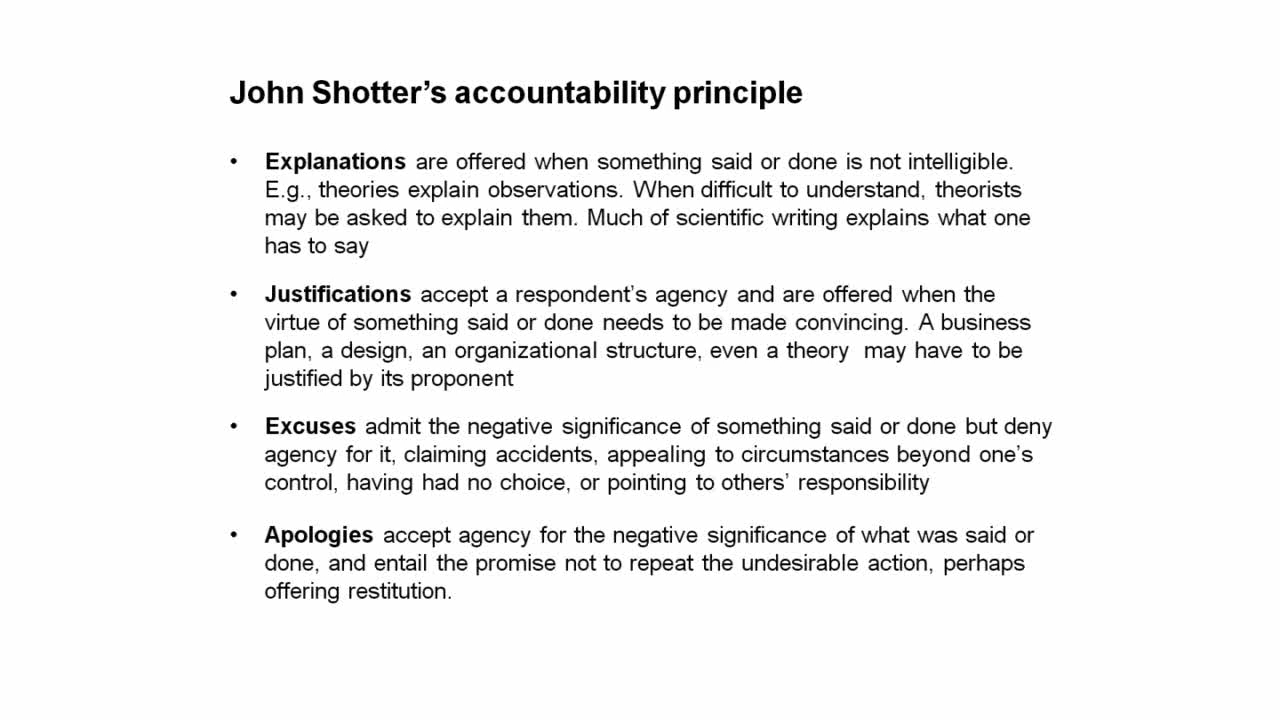 John Shotter’s accountability principle
• Explanations are offered when something said or done is not intelligible.
E.g., theories explain observations. When difficult to understand, theorists
may be asked to explain them. Much of scientific writing explains what one
has to say
• Justifications accept a respondent’s agency and are offered when the
virtue of something said or done needs to be made convincing. A business
plan, a design, an organizational structure, even a theory  may have to be
justified by its proponent
• Excuses admit the negative significance of something said or done but deny
agency for it, claiming accidents, appealing to circumstances beyond one’s
control, having had no choice, or pointing to others’ responsibility
• Apologies accept agency for the negative significance of what was said or
done, and entail the promise not to repeat the undesirable action, perhaps
offering restitution.